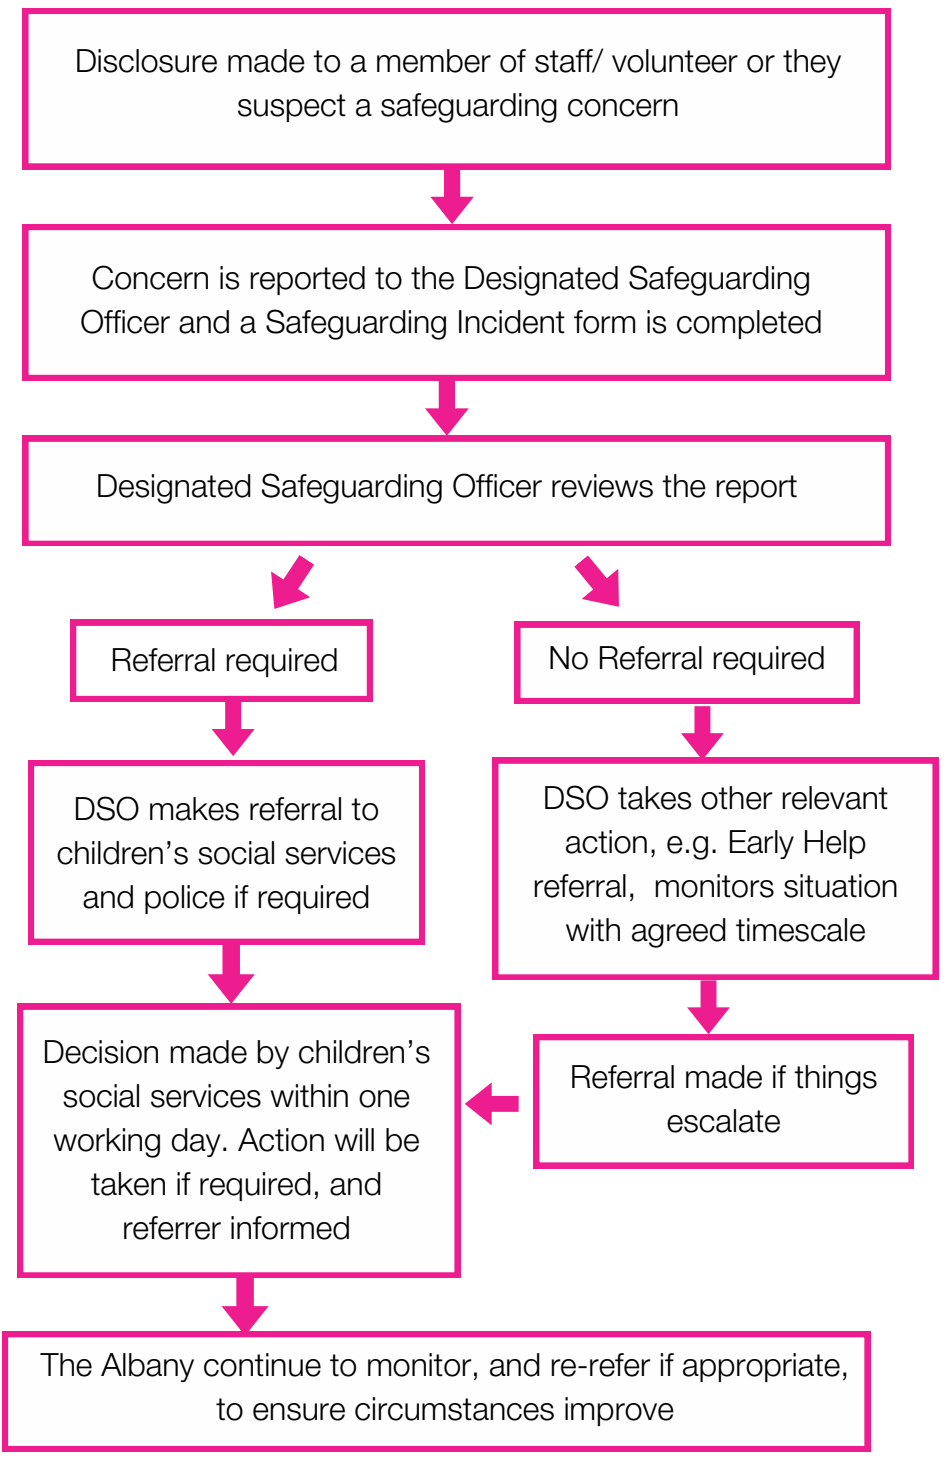 Disclosure made to a member of staff/ volunteer or they
suspect a safeguarding concern
Concern is reported to the Designated Safeguarding
Officer and a Safeguarding Incident form is completed
Designated Safeguarding Officer reviews the report
Referral required
No Referral required
DSO makes referral to
children’s social services
and police if required
DSO takes other relevant
action, e.g. Early Help
referral,  monitors situation
with agreed timescale
Referral made if things
escalate
Decision made by children’s
social services within one
working day. Action will be
taken if required, and
referrer informed
The Albany continue to monitor, and re-refer if appropriate,
to ensure circumstances improve